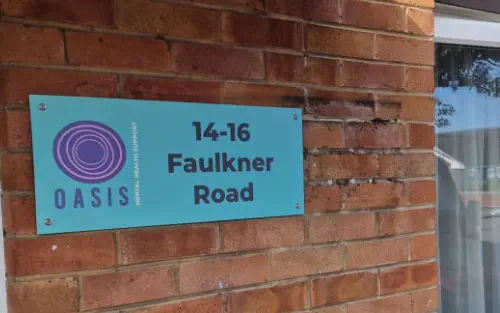 OASIS
MENTAL HEALTH SUPPORT
14-16
Faulkner
Road